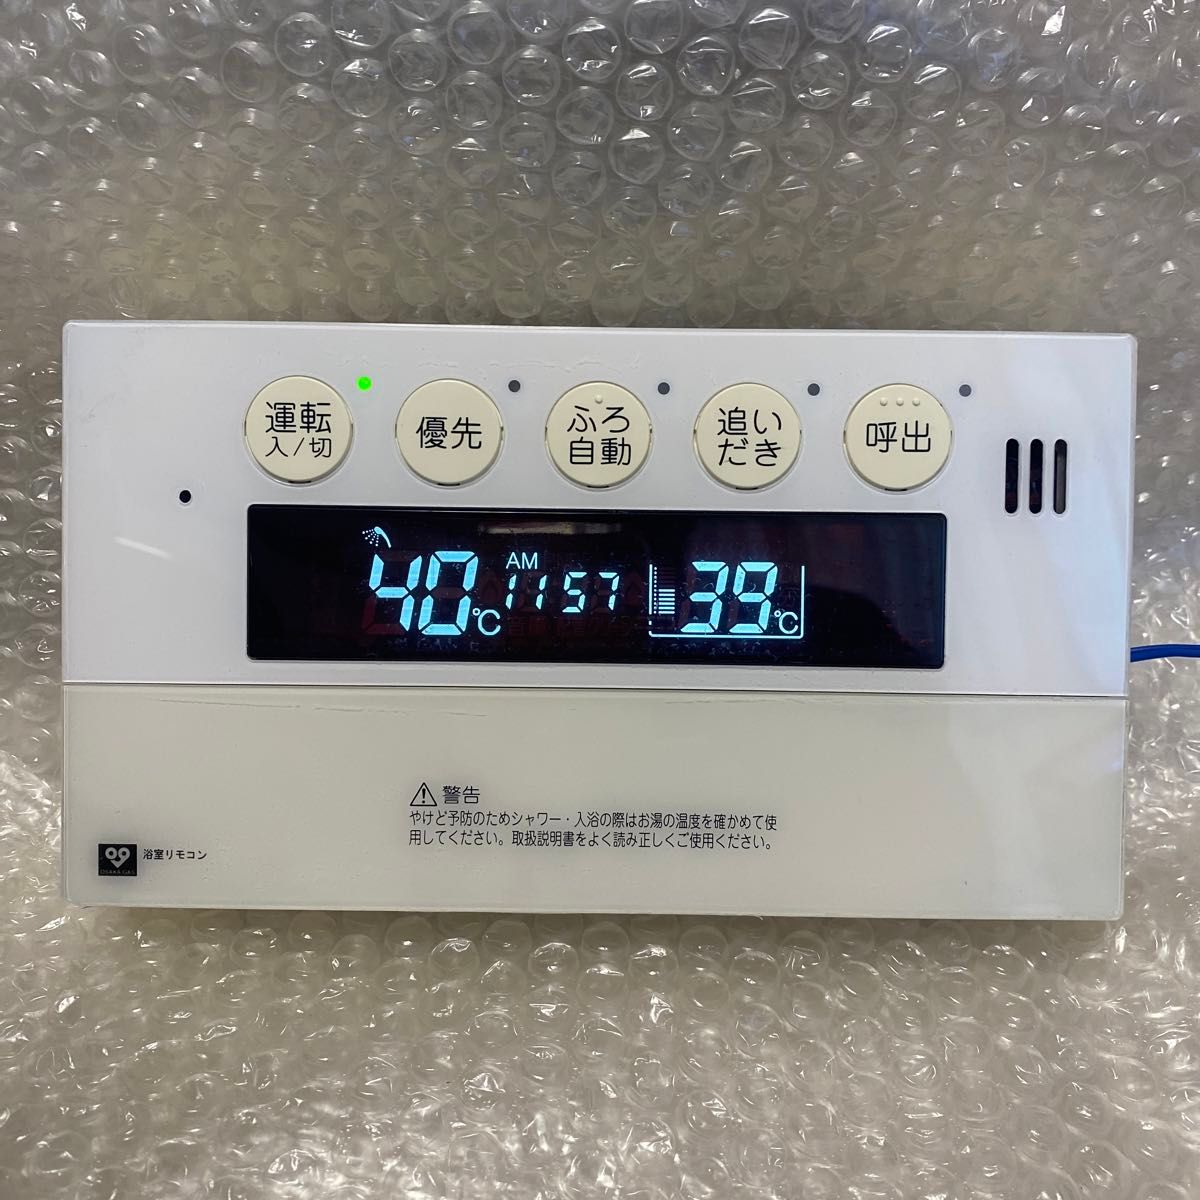 運転
入/切
優先
ふろ
自動
追い
だき
呼出
40℃
AM
11 57
39℃
警告
やけど予防のためシャワー・入浴の際はお湯の温度を確かめて使
用してください。取扱説明書をよく読み正しくご使用ください。
OSAKA GAS
浴室リモコン